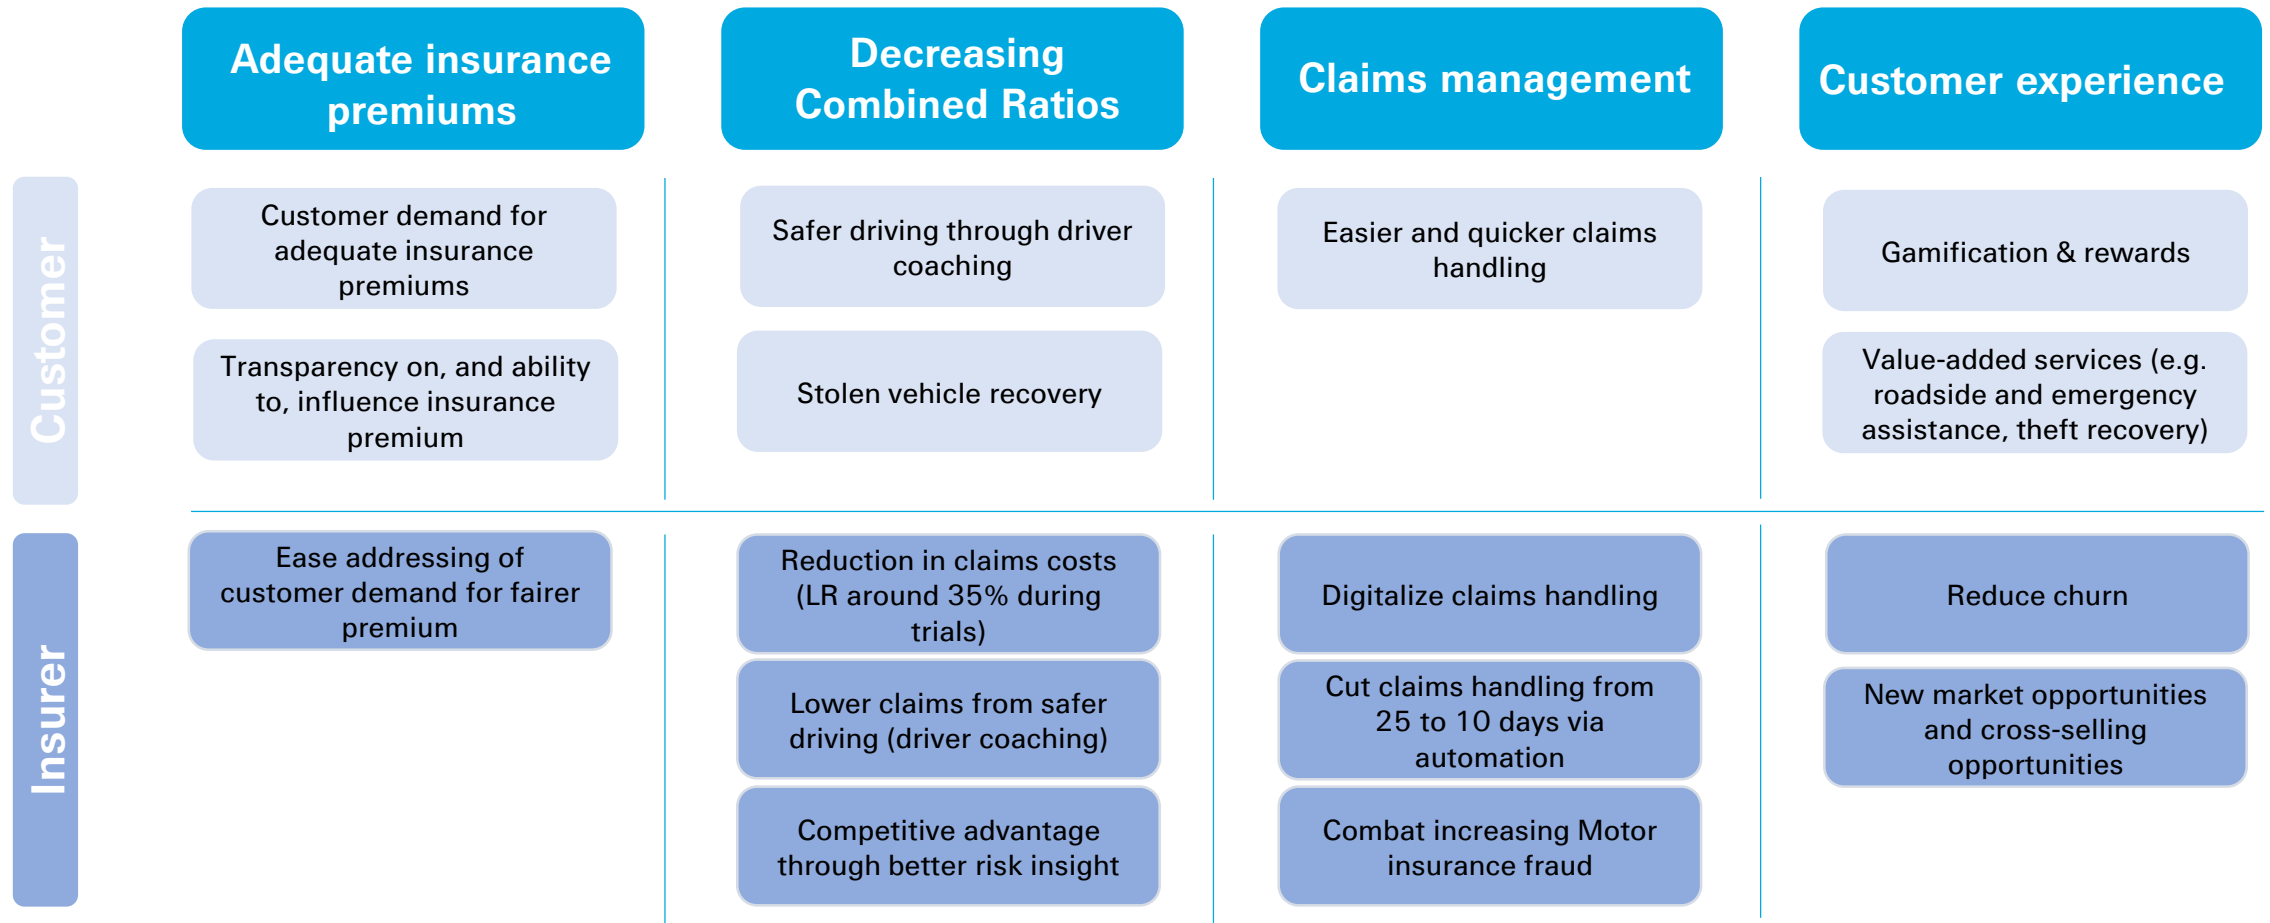 Adequate insurance
premiums
Decreasing
Combined Ratios
Claims management
Customer experience
Customer
Customer demand for
adequate insurance
premiums
Transparency on, and ability
to, influence insurance
premium
Safer driving through driver
coaching
Stolen vehicle recovery
Easier and quicker claims
handling
Gamification & rewards
Value-added services (e.g.
roadside and emergency
assistance, theft recovery)
Insurer
Ease addressing of
customer demand for fairer
premium
Reduction in claims costs
(LR around 35% during
trials)
Lower claims from safer
driving (driver coaching)
Competitive advantage
through better risk insight
Digitalize claims handling
Cut claims handling from
25 to 10 days via
automation
Combat increasing Motor
insurance fraud
Reduce churn
New market opportunities
and cross-selling
opportunities